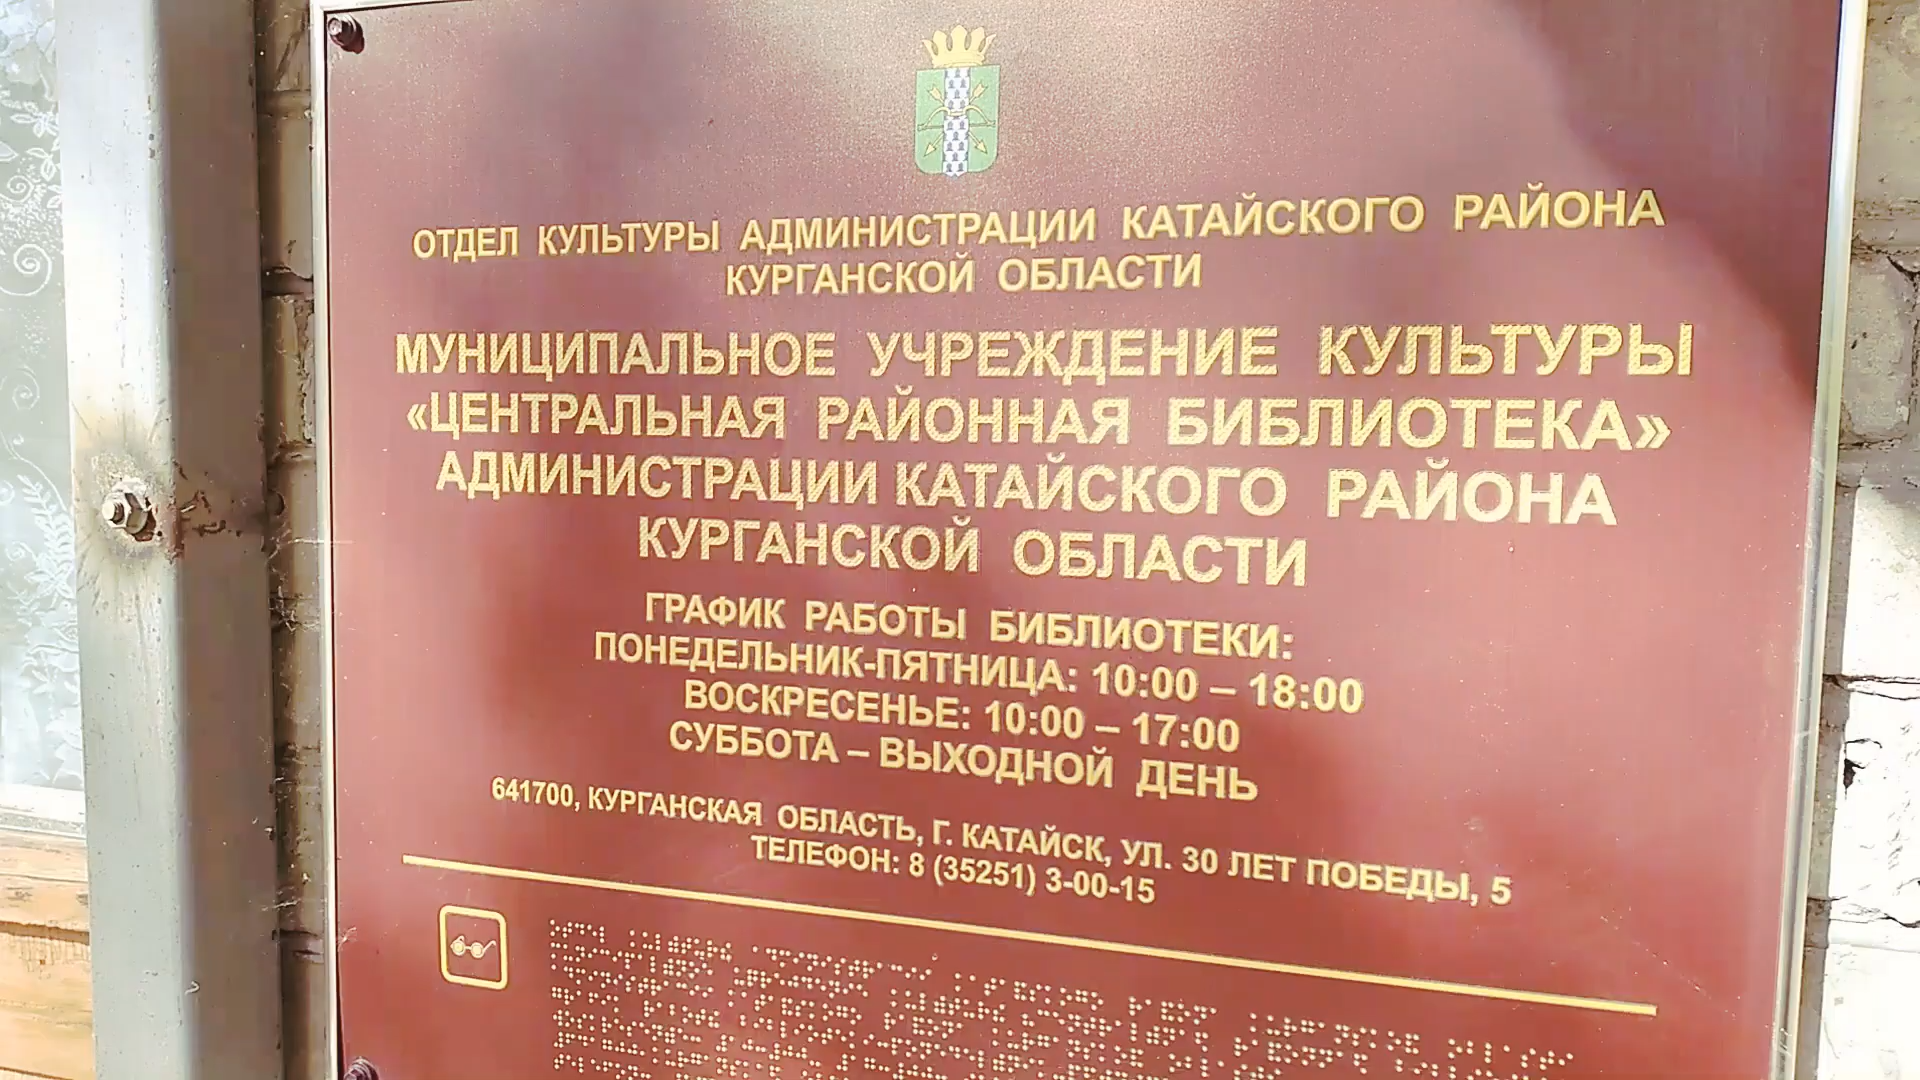 ОТДЕЛ КУЛЬТУРЫ АДМИНИСТРАЦИИ КАТАЙСКОГО РАЙОНА
КУРГАНСКОЙ ОБЛАСТИ
МУНИЦИПАЛЬНОЕ УЧРЕЖДЕНИЕ КУЛЬТУРЫ
«ЦЕНТРАЛЬНАЯ РАЙОННАЯ БИБЛИОТЕКА»
АДМИНИСТРАЦИИ КАТАЙСКОГО РАЙОНА
КУРГАНСКОЙ ОБЛАСТИ
ГРАФИК РАБОТЫ БИБЛИОТЕКИ:
ПОНЕДЕЛЬНИК-ПЯТНИЦА: 10:00 – 18:00
ВОСКРЕСЕНЬЕ: 10:00 – 17:00
СУББОТА – ВЫХОДНОЙ ДЕНЬ
641700, КУРГАНСКАЯ ОБЛАСТЬ, Г. КАТАЙСК, УЛ. 30 ЛЕТ ПОБЕДЫ, 5
ТЕЛЕФОН: 8 (35251) 3-00-15